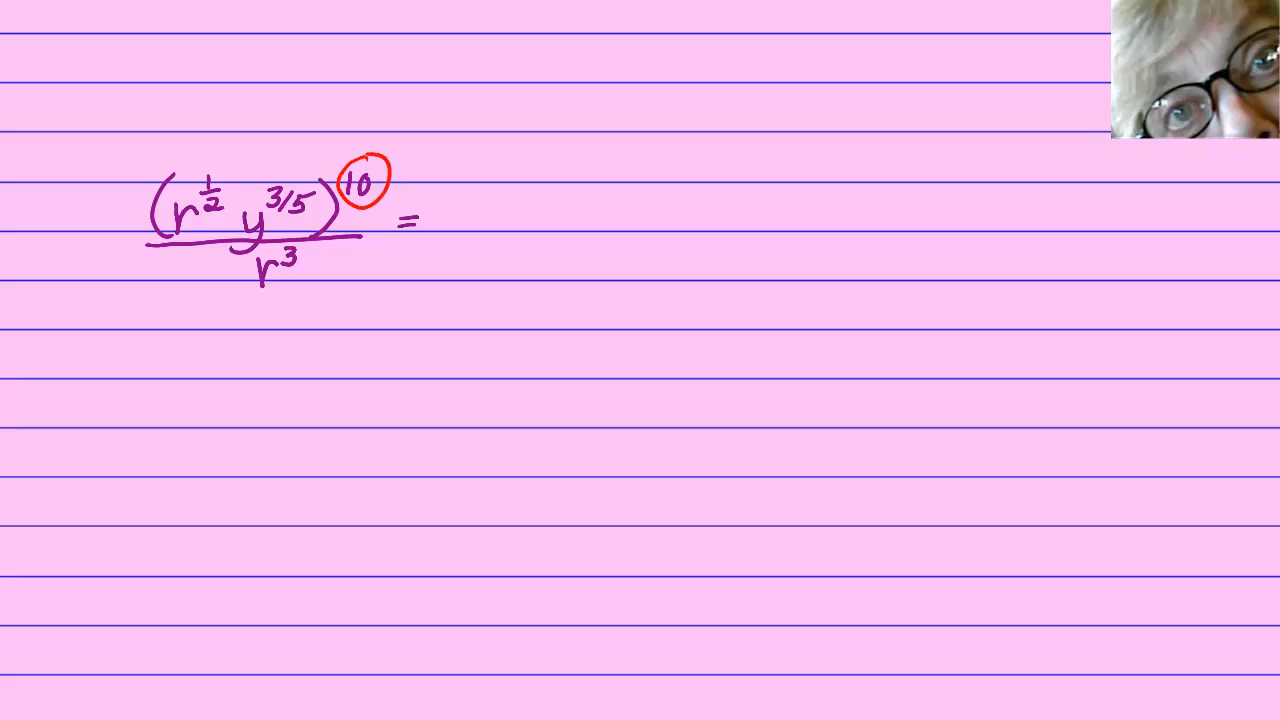 (r^{1/2} y^{3/5})^{10} =
r^3